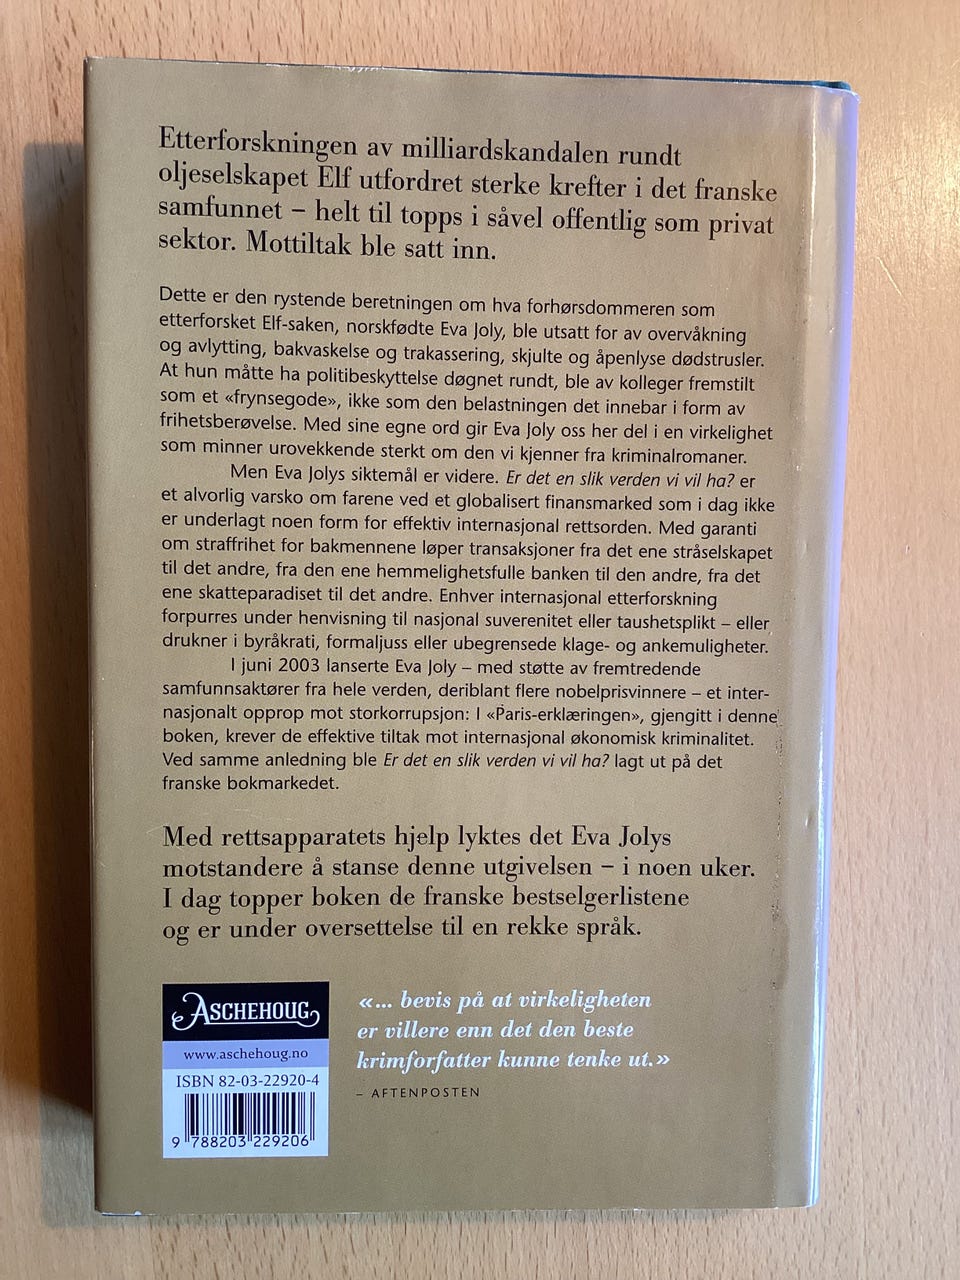 Etterforskningen av milliardskandalen rundt
oljeselskapet Elf utfordret sterke krefter i det franske
samfunnet – helt til topps i såvel offentlig som privat
sektor. Mottiltak ble satt inn.
Dette er den rystende beretningen om hva forhørsdommeren som
etterforsket Elf-saken, norskfødte Eva Joly, ble utsatt for av overvåkning
og avlytting, bakvaskelse og trakassering, skjulte og åpenlyse dødstrusler.
At hun måtte ha politibeskyttelse døgnet rundt, ble av kolleger fremstilt
som et «frynsegode», ikke som den belastningen det innebar i form av
frihetsberøvelse. Med sine egne ord gir Eva Joly oss her del i en virkelighet
som minner urovekkende sterkt om den vi kjenner fra kriminalromaner.
Men Eva Jolys siktemål er videre. Er det en slik verden vi vil ha? er
et alvorlig varsko om farene ved et globalisert finansmarked som i dag ikke
er underlagt noen form for effektiv internasjonal rettsorden. Med garanti
om straffrihet for bakmennene løper transaksjoner fra det ene stråselskapet
til det andre, fra den ene hemmelighetsfulle banken til den andre, fra det
ene skatteparadiset til det andre. Enhver internasjonal etterforskning
forpurres under henvisning til nasjonal suverenitet eller taushetsplikt – eller
drukner i byråkrati, formaljuss eller ubegrensede klage- og ankemuligheter.
I juni 2003 lanserte Eva Joly – med støtte av fremtredende
samfunnsaktører fra hele verden, deriblant flere nobelprisvinnere – et inter-
nasjonalt opprop mot storkorrupsjon: I «Paris-erklæringen», gjengitt i denne
boken, krever de effektive tiltak mot internasjonal økonomisk kriminalitet.
Ved samme anledning ble Er det en slik verden vi vil ha? lagt ut på det
franske bokmarkedet.
Med rettsapparatets hjelp lyktes det Eva Jolys
motstandere å stanse denne utgivelsen – i noen uker.
I dag topper boken de franske bestselgerlistene
og er under oversettelse til en rekke språk.
ASCHEHOUG
www.aschehoug.no
ISBN 82-03-22920-4
9 788203 229206
«... bevis på at virkeligheten
er villere enn det den beste
krimforfatter kunne tenke ut.»
– AFTENPOSTEN